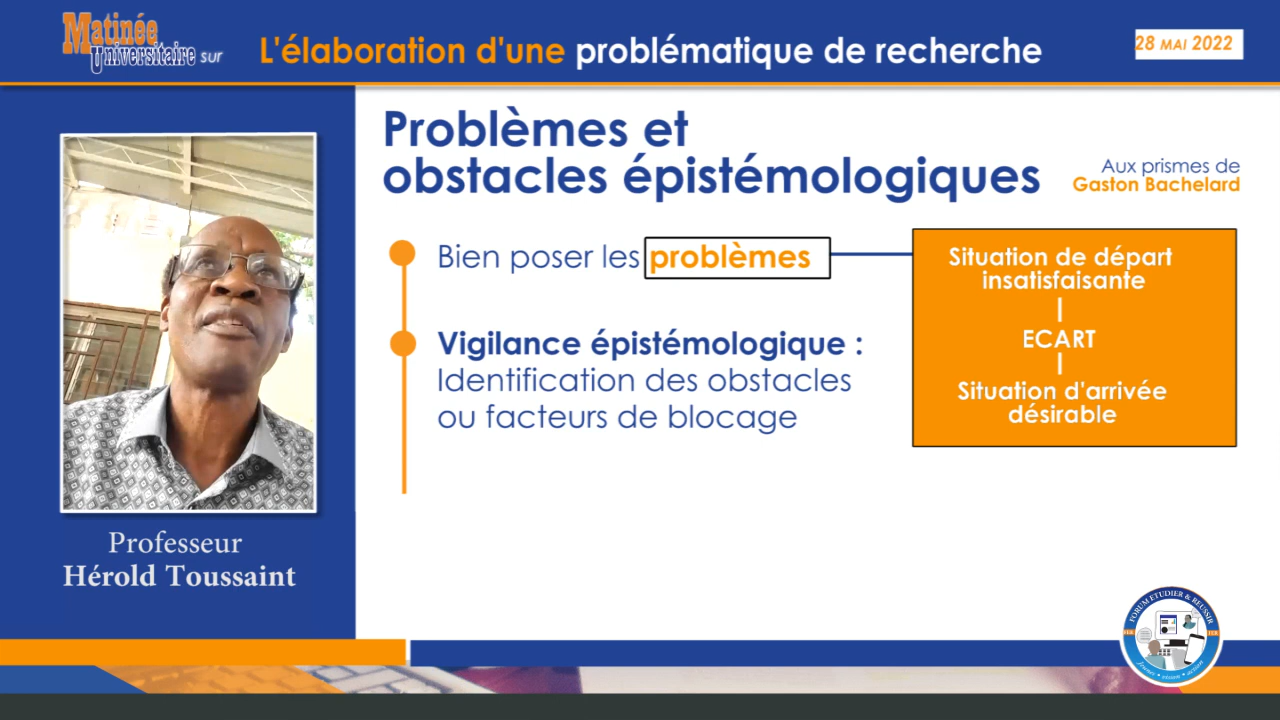 Matinée
Universitaire sur
L'élaboration d'une problématique de recherche
28 MAI 2022
Problèmes et
obstacles épistémologiques
Aux prismes de
Gaston Bachelard
Bien poser les problèmes
Situation de départ
insatisfaisante
ECART
Situation d'arrivée
désirable
Vigilance épistémologique :
Identification des obstacles
ou facteurs de blocage
Professeur
Hérold Toussaint
FORUM ETUDIER & REUSSIR